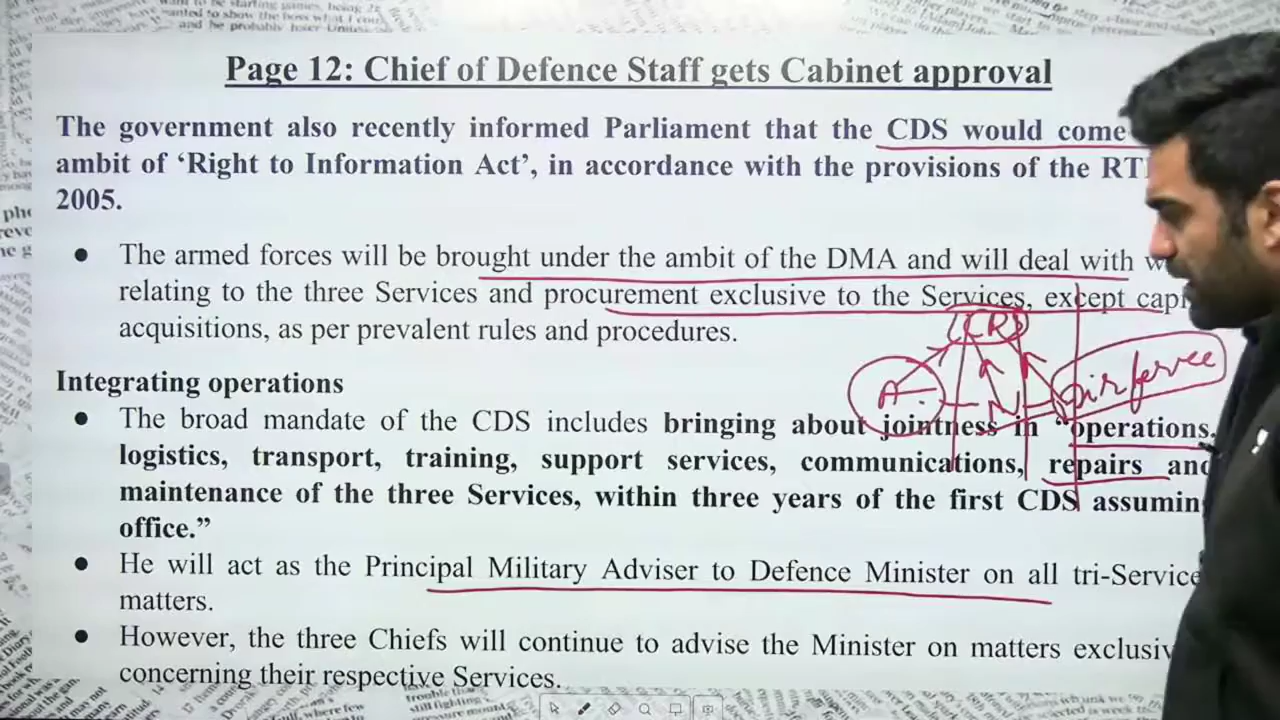 Page 12: Chief of Defence Staff gets Cabinet approval
The government also recently informed Parliament that the CDS would come
ambit of ‘Right to Information Act’, in accordance with the provisions of the
2005.
● The armed forces will be brought under the ambit of the DMA and will deal with
relating to the three Services and procurement exclusive to the Services, except
acquisitions, as per prevalent rules and procedures.
Integrating operations
● The broad mandate of the CDS includes bringing about jointness in “operations,
logistics, transport, training, support services, communications, repairs and
maintenance of the three Services, within three years of the first CDS
office.”
● He will act as the Principal Military Adviser to Defence Minister on all tri-Service
matters.
● However, the three Chiefs will continue to advise the Minister on matters
concerning their respective Services.
A
N